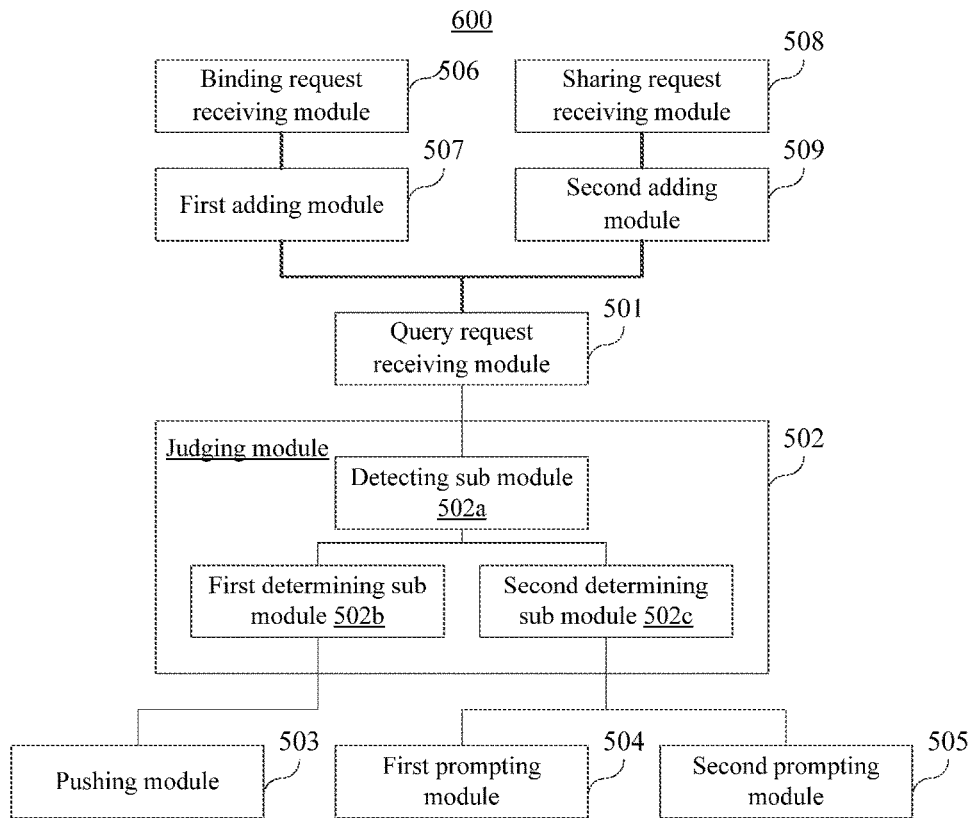 600
Binding request
receiving module
506
Sharing request
receiving module
508
First adding module
507
Second adding
module
509
Query request
receiving module
501
Judging module
502
Detecting sub module
502a
First determining sub
module 502b
Second determining
sub module 502c
Pushing module
503
First prompting
module
504
Second prompting
module
505